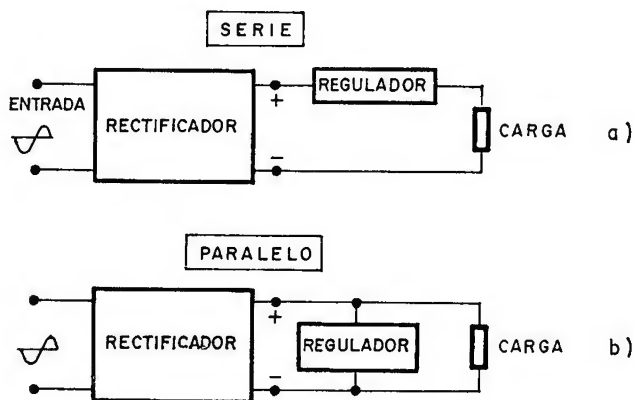 SERIE
ENTRADA
RECTIFICADOR
+
−
REGULADOR
CARGA
a)
PARALELO
RECTIFICADOR
+
−
REGULADOR
CARGA
b)